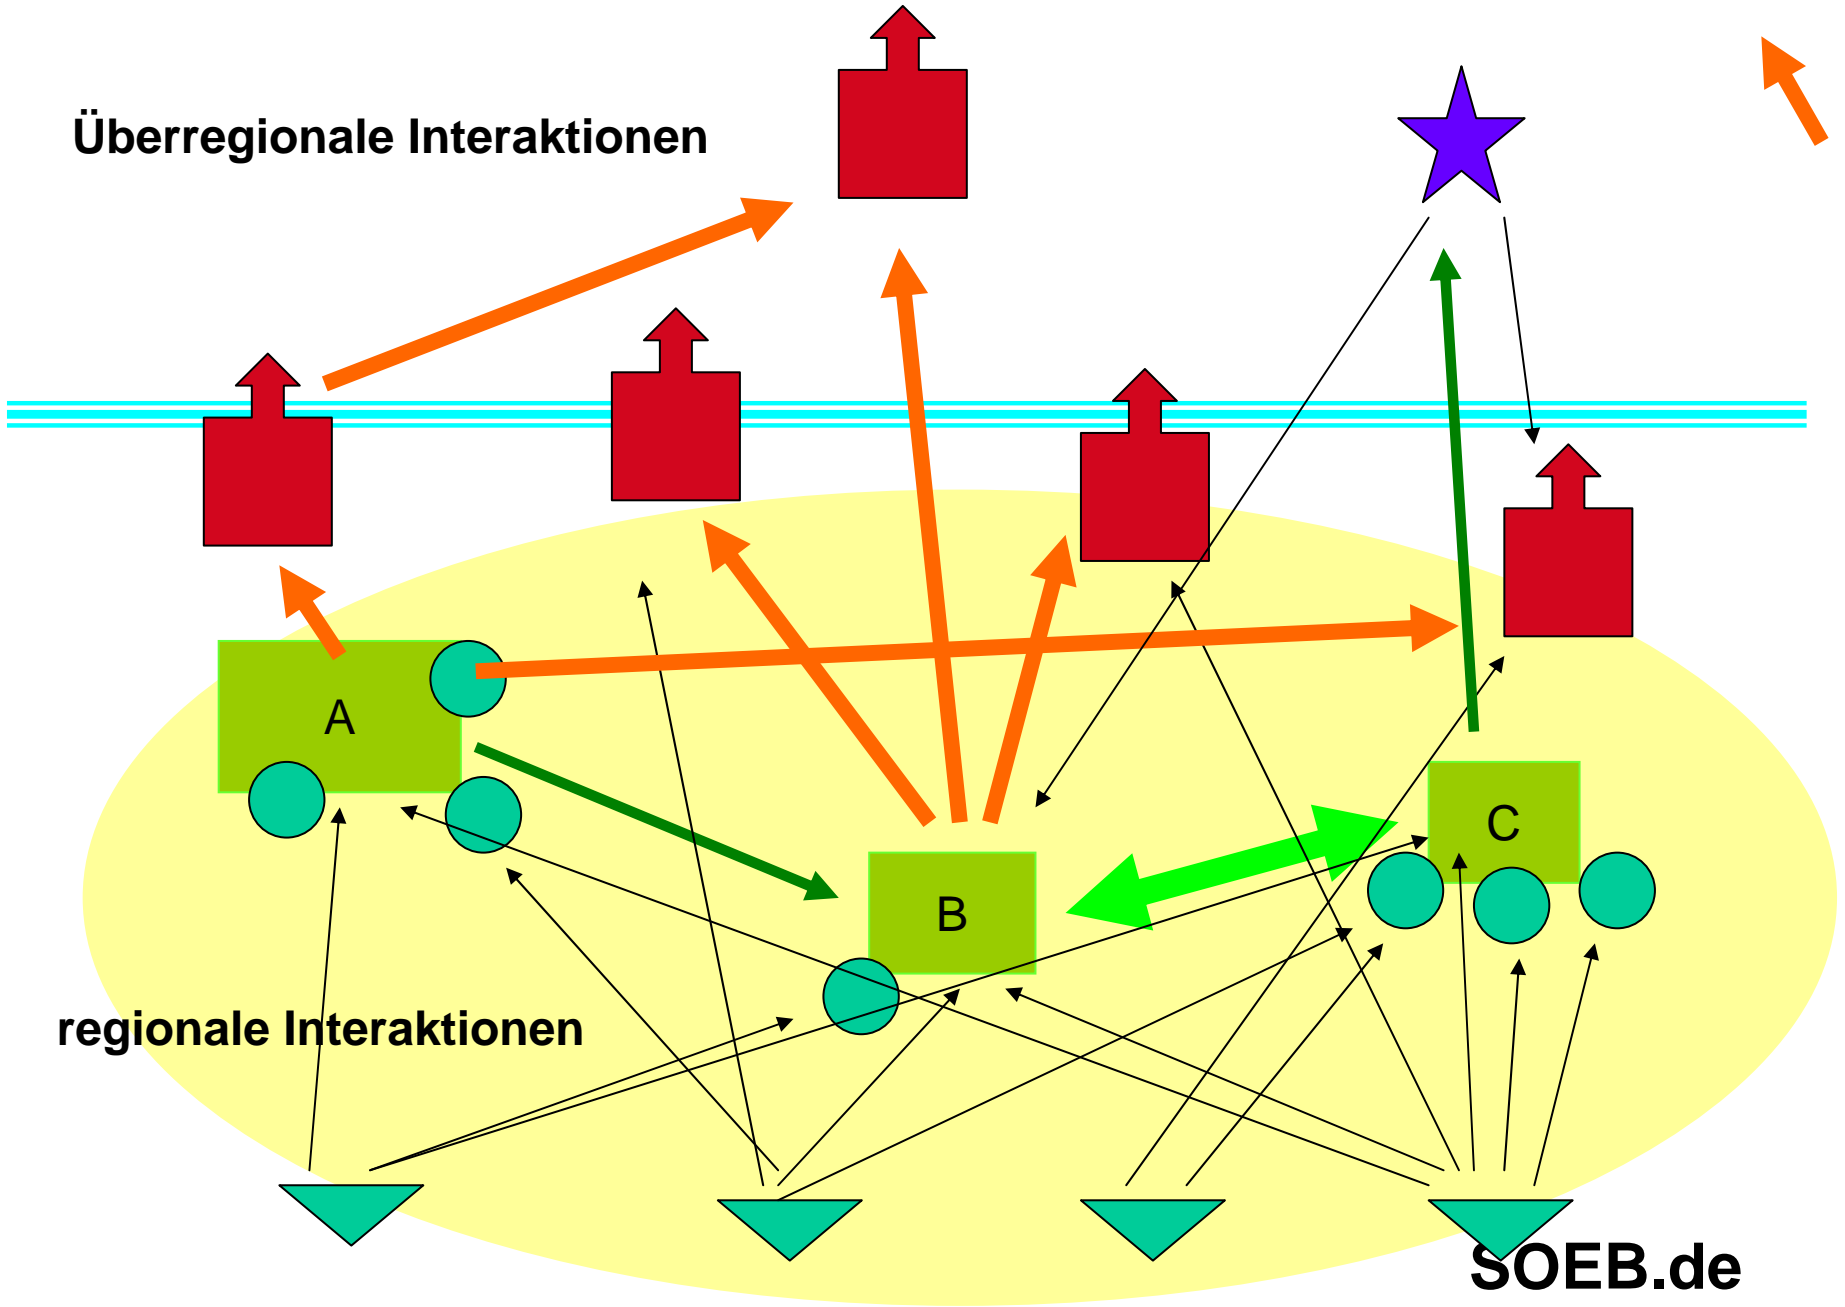 Überregionale Interaktionen
A
C
B
regionale Interaktionen
SOEB.de